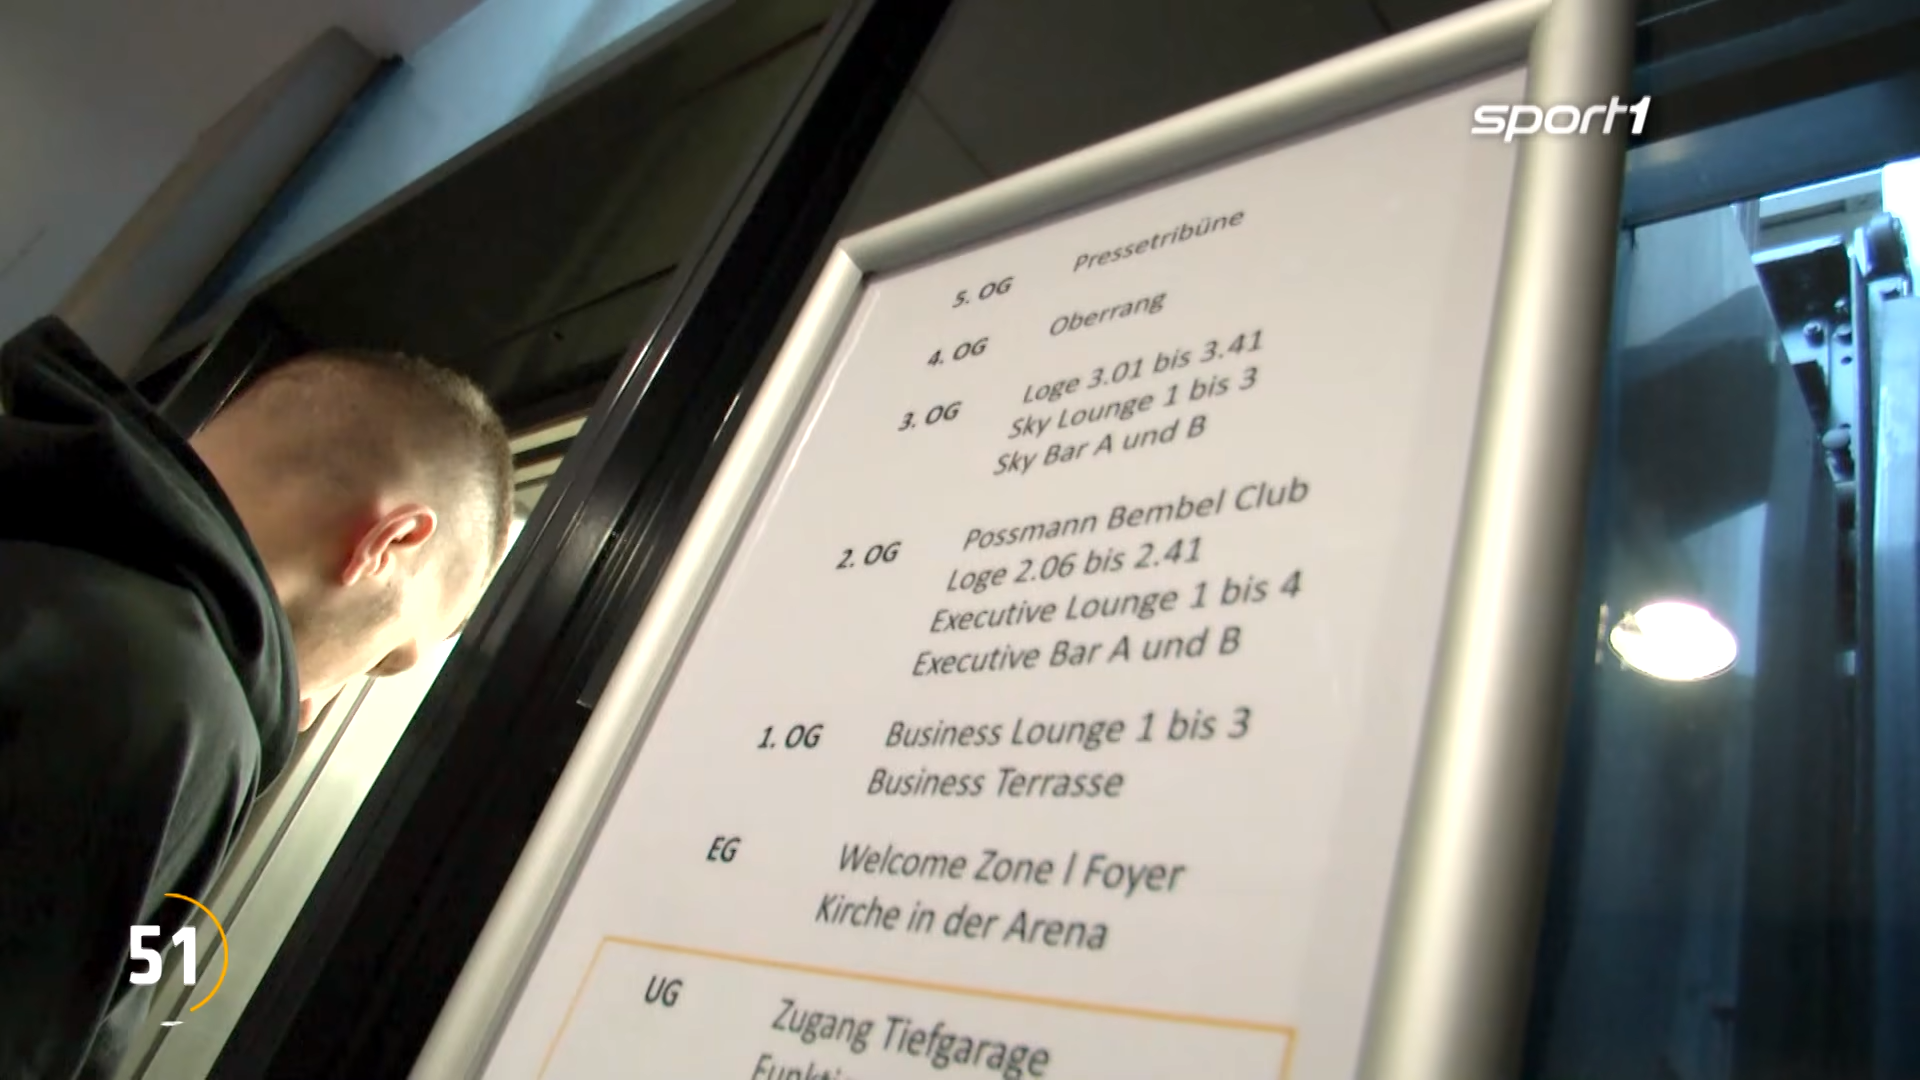 sport1
5. OG Pressetribüne
4. OG Oberrang
3. OG Loge 3.01 bis 3.41
Sky Lounge 1 bis 3
Sky Bar A und B
2. OG Possmann Bembel Club
Loge 2.06 bis 2.41
Executive Lounge 1 bis 4
Executive Bar A und B
1. OG Business Lounge 1 bis 3
Business Terrasse
EG Welcome Zone l Foyer
Kirche in der Arena
UG Zugang Tiefgarage
51